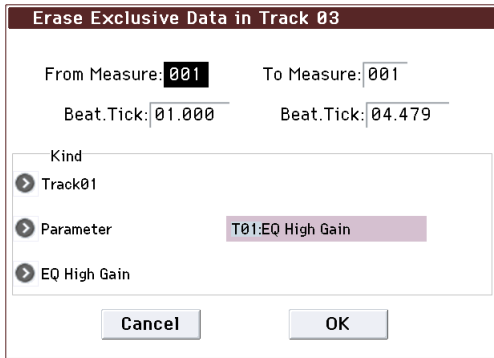 Erase Exclusive Data in Track 03
From Measure: 001 To Measure: 001
Beat.Tick: 01.000 Beat.Tick: 04.479
Kind
Track01
Parameter T01:EQ High Gain
EQ High Gain
Cancel OK